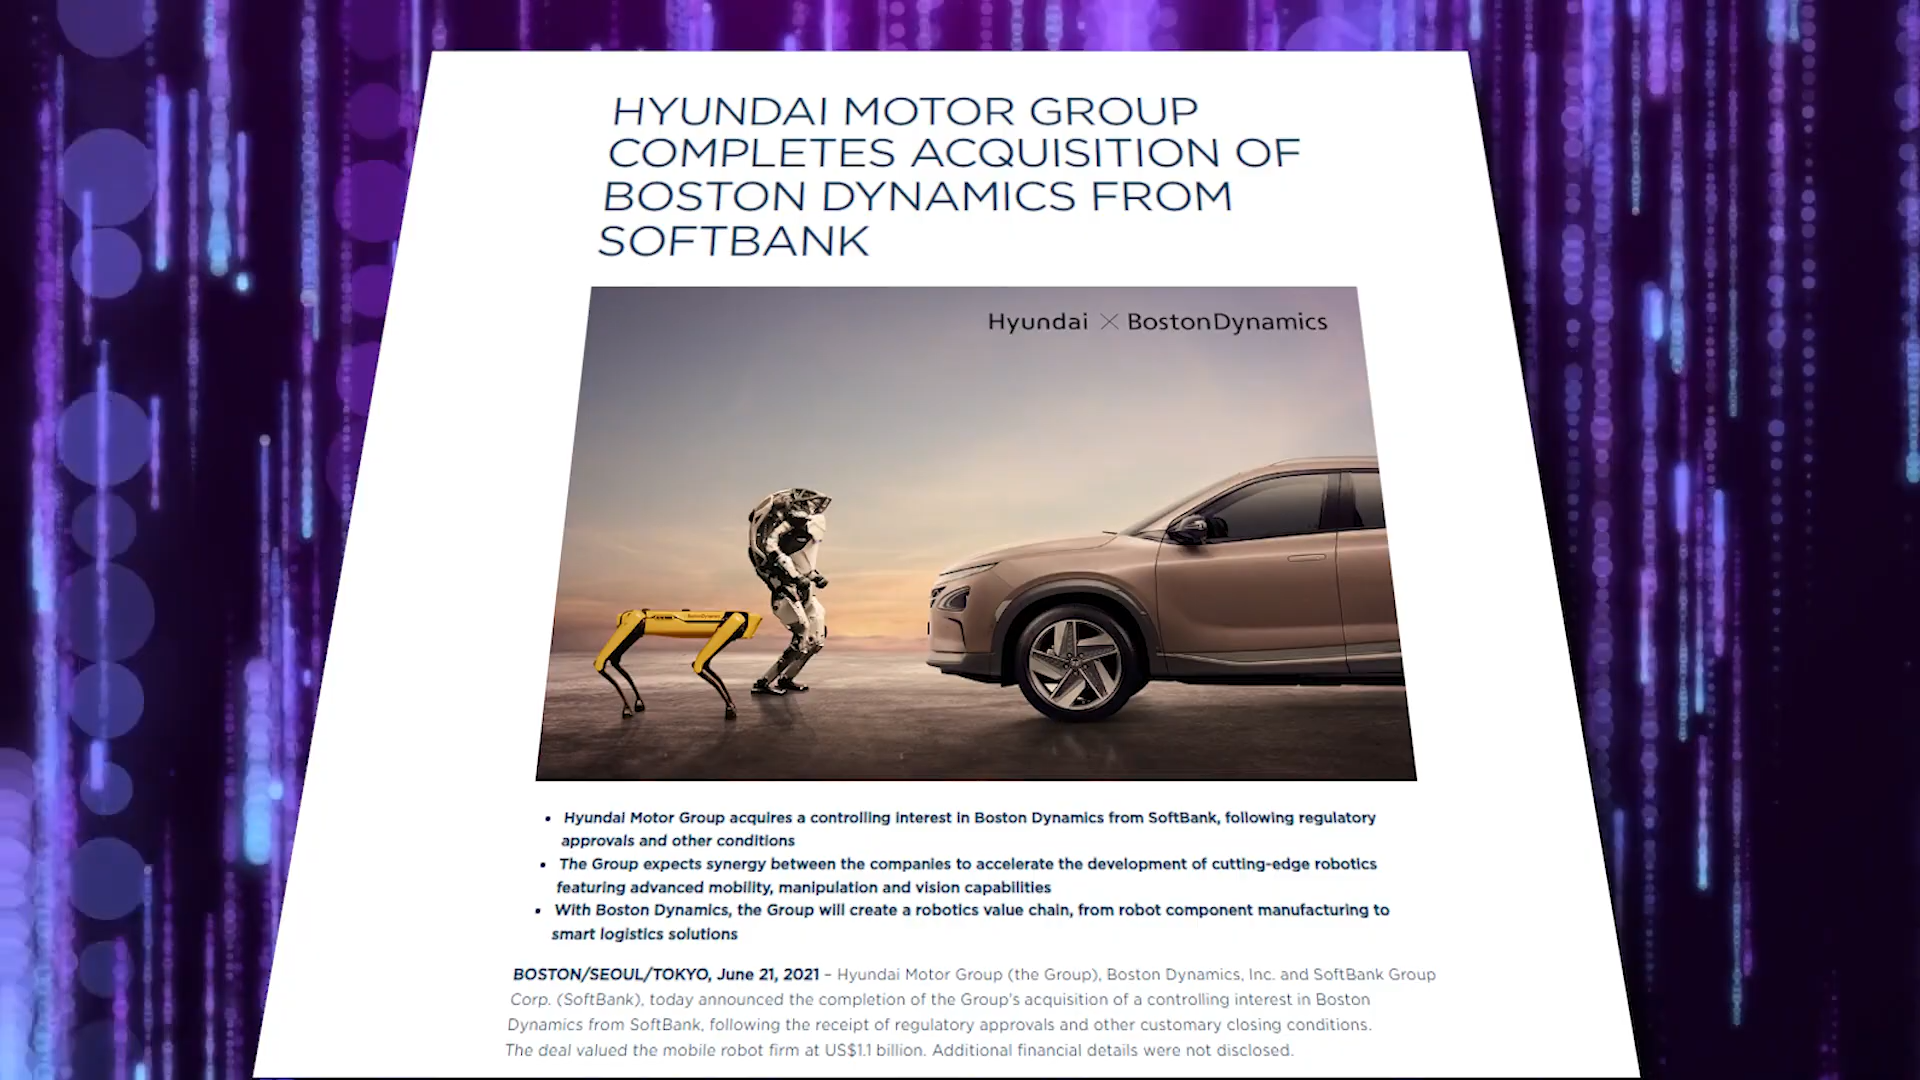 HYUNDAI MOTOR GROUP
COMPLETES ACQUISITION OF
BOSTON DYNAMICS FROM
SOFTBANK
Hyundai × BostonDynamics
• Hyundai Motor Group acquires a controlling interest in Boston Dynamics from SoftBank, following regulatory
approvals and other conditions
• The Group expects synergy between the companies to accelerate the development of cutting-edge robotics
featuring advanced mobility, manipulation and vision capabilities
• With Boston Dynamics, the Group will create a robotics value chain, from robot component manufacturing to
smart logistics solutions
BOSTON/SEOUL/TOKYO, June 21, 2021 – Hyundai Motor Group (the Group), Boston Dynamics, Inc. and SoftBank Group
Corp. (SoftBank), today announced the completion of the Group's acquisition of a controlling interest in Boston
Dynamics from SoftBank, following the receipt of regulatory approvals and other customary closing conditions.
The deal valued the mobile robot firm at US$1.1 billion. Additional financial details were not disclosed.